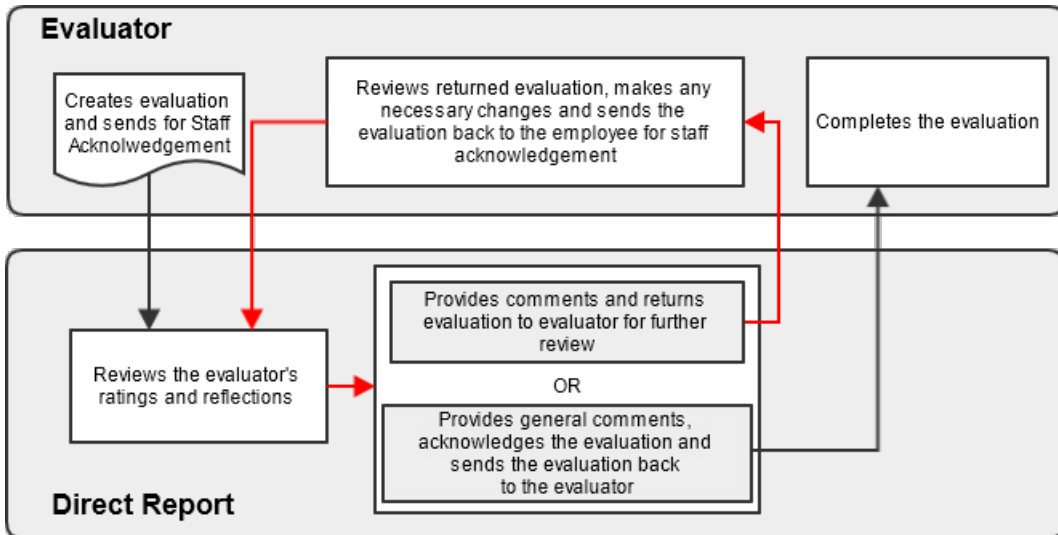 Evaluator
Creates evaluation
and sends for Staff
Acknolwedgement
Reviews returned evaluation, makes any
necessary changes and sends the
evaluation back to the employee for staff
acknowledgement
Completes the evaluation
Reviews the evaluator's
ratings and reflections
Provides comments and returns
evaluation to evaluator for further
review
OR
Provides general comments,
acknowledges the evaluation and
sends the evaluation back
to the evaluator
Direct Report